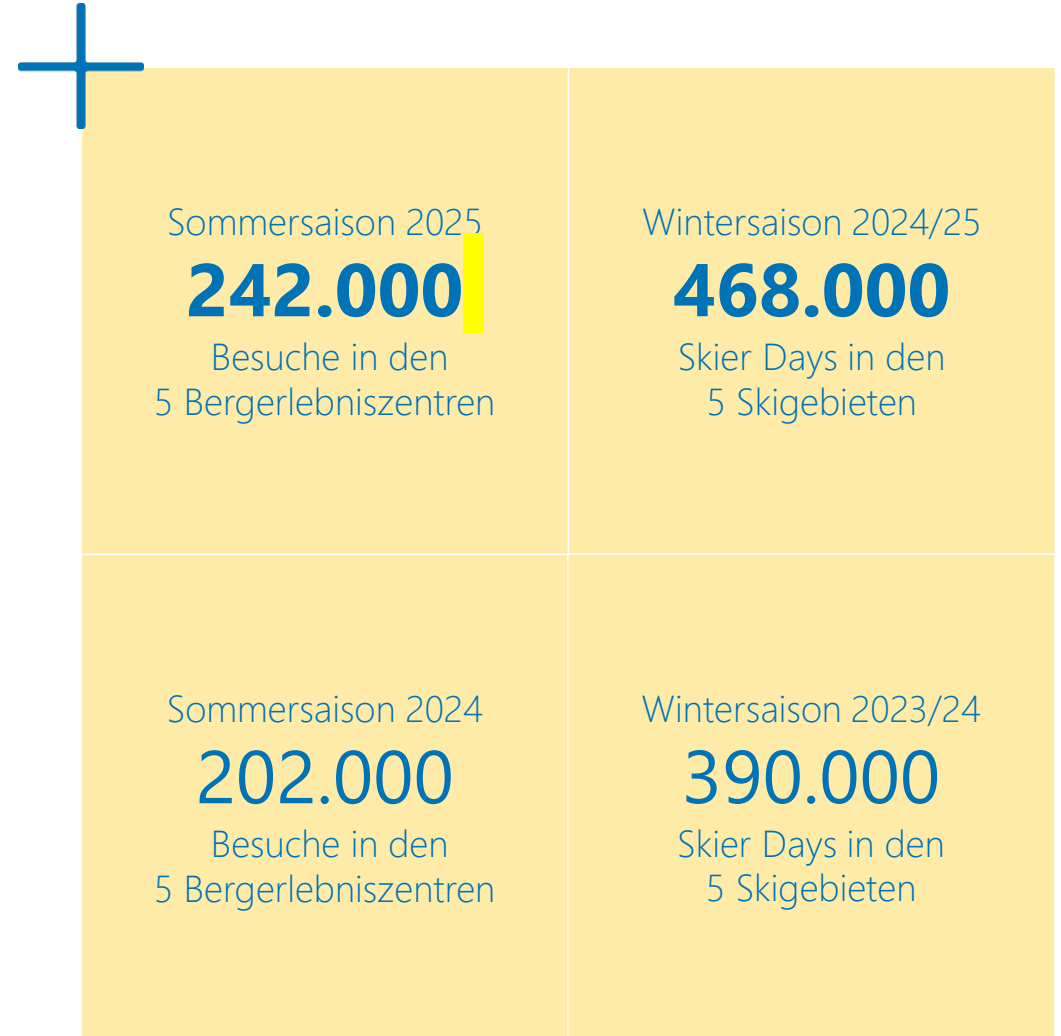 Sommersaison 2025
242.000
Besuche in den
5 Bergerlebniszentren
Wintersaison 2024/25
468.000
Skier Days in den
5 Skigebieten
Sommersaison 2024
202.000
Besuche in den
5 Bergerlebniszentren
Wintersaison 2023/24
390.000
Skier Days in den
5 Skigebieten